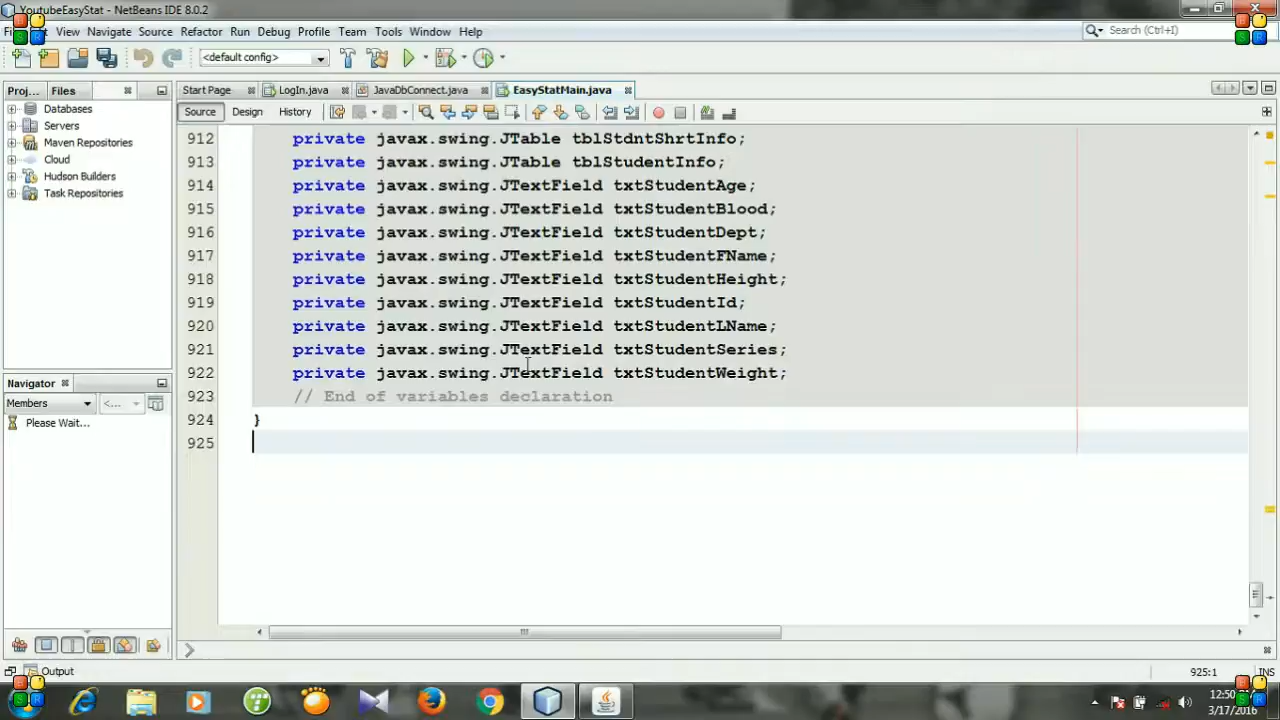 YoutubeEasyStat - NetBeans IDE 8.0.2
View Navigate Source Refactor Run Debug Profile Team Tools Window Help
Search (Ctrl+I)
<default config>
Proj... Files
Start Page LogIn.java JavaDbConnect.java EasyStatMain.java
Source Design History
Databases
Servers
Maven Repositories
Cloud
Hudson Builders
Task Repositories
912 private javax.swing.JTable tblStdntShrtInfo;
913 private javax.swing.JTable tblStudentInfo;
914 private javax.swing.JTextField txtStudentAge;
915 private javax.swing.JTextField txtStudentBlood;
916 private javax.swing.JTextField txtStudentDept;
917 private javax.swing.JTextField txtStudentFName;
918 private javax.swing.JTextField txtStudentHeight;
919 private javax.swing.JTextField txtStudentId;
920 private javax.swing.JTextField txtStudentLName;
921 private javax.swing.JTextField txtStudentSeries;
922 private javax.swing.JTextField txtStudentWeight;
923 // End of variables declaration
924 }
925
Navigator
Members <...
Please Wait...
Output
925:1 INS
12:50
3/17/2016